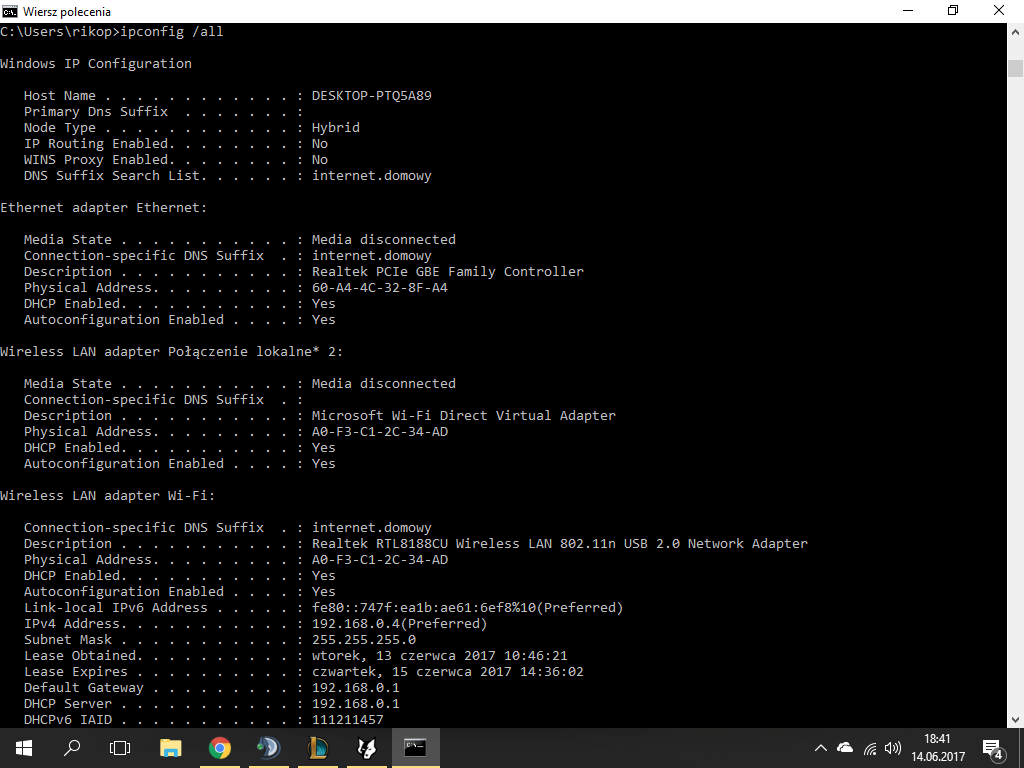 Wiersz polecenia
C:\Users\rikop>ipconfig /all
Windows IP Configuration
Host Name . . . . . . . . . . . . : DESKTOP-PTQ5A89
Primary Dns Suffix  . . . . . . . :
Node Type . . . . . . . . . . . . : Hybrid
IP Routing Enabled. . . . . . . . : No
WINS Proxy Enabled. . . . . . . . : No
DNS Suffix Search List. . . . . . : internet.domowy
Ethernet adapter Ethernet:
Media State . . . . . . . . . . . : Media disconnected
Connection-specific DNS Suffix  . : internet.domowy
Description . . . . . . . . . . . : Realtek PCIe GBE Family Controller
Physical Address. . . . . . . . . : 60-A4-4C-32-8F-A4
DHCP Enabled. . . . . . . . . . . : Yes
Autoconfiguration Enabled . . . . : Yes
Wireless LAN adapter Połączenie lokalne* 2:
Media State . . . . . . . . . . . : Media disconnected
Connection-specific DNS Suffix  . :
Description . . . . . . . . . . . : Microsoft Wi-Fi Direct Virtual Adapter
Physical Address. . . . . . . . . : A0-F3-C1-2C-34-AD
DHCP Enabled. . . . . . . . . . . : Yes
Autoconfiguration Enabled . . . . : Yes
Wireless LAN adapter Wi-Fi:
Connection-specific DNS Suffix  . : internet.domowy
Description . . . . . . . . . . . : Realtek RTL8188CU Wireless LAN 802.11n USB 2.0 Network Adapter
Physical Address. . . . . . . . . : A0-F3-C1-2C-34-AD
DHCP Enabled. . . . . . . . . . . : Yes
Autoconfiguration Enabled . . . . : Yes
Link-local IPv6 Address . . . . . : fe80::747f:ea1b:ae61:6ef8%10(Preferred)
IPv4 Address. . . . . . . . . . . : 192.168.0.4(Preferred)
Subnet Mask . . . . . . . . . . . : 255.255.255.0
Lease Obtained. . . . . . . . . . : wtorek, 13 czerwca 2017 10:46:21
Lease Expires . . . . . . . . . . : czwartek, 15 czerwca 2017 14:36:02
Default Gateway . . . . . . . . . : 192.168.0.1
DHCP Server . . . . . . . . . . . : 192.168.0.1
DHCPv6 IAID . . . . . . . . . . . : 111211457
18:41
14.06.2017
4